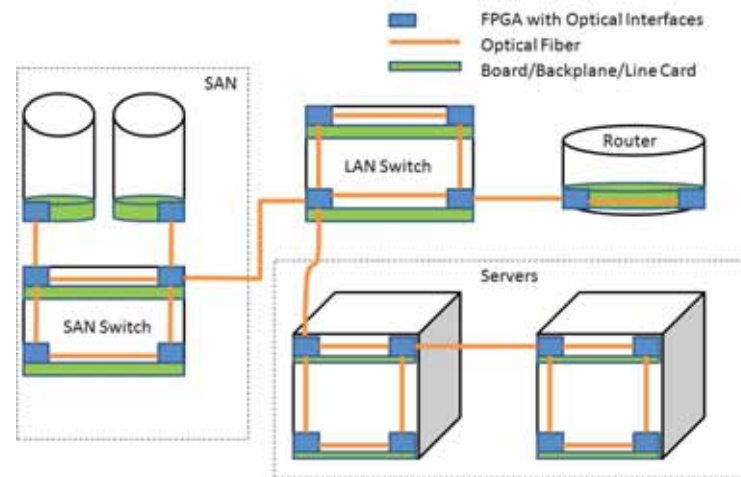 FPGA with Optical Interfaces
Optical Fiber
Board/Backplane/Line Card
SAN
Router
LAN Switch
Servers
SAN Switch